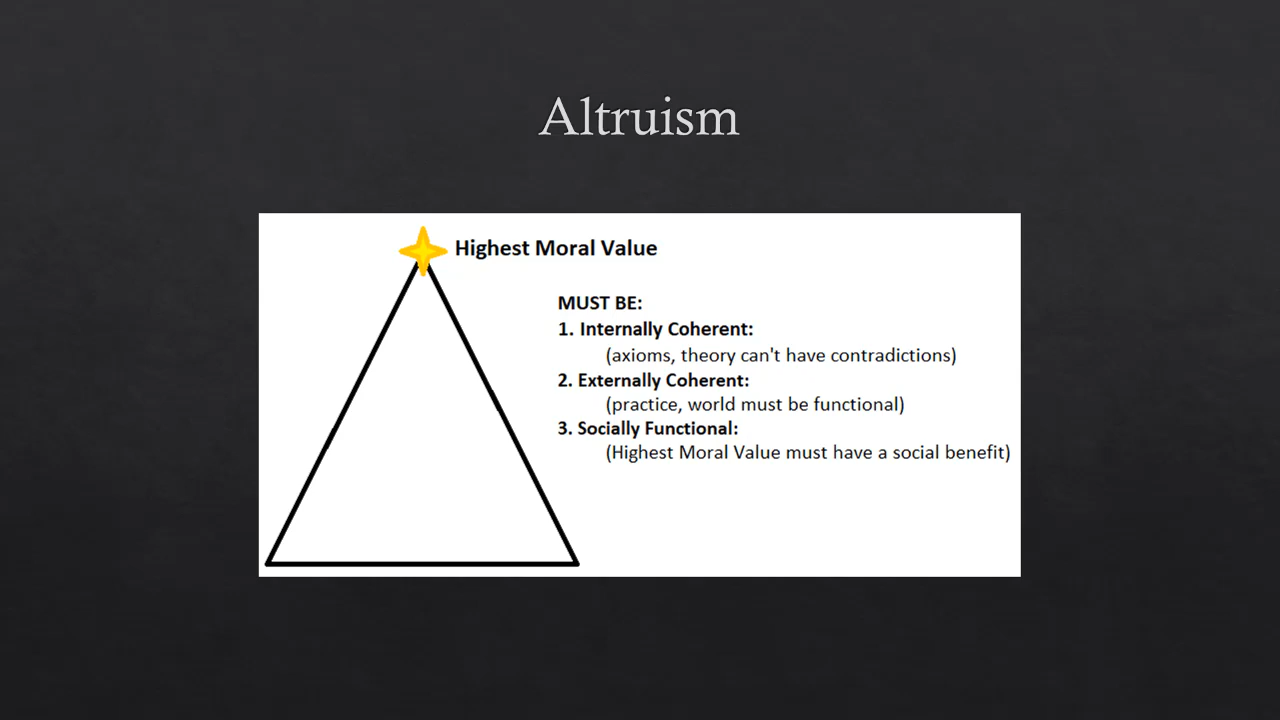 Altruism
Highest Moral Value
MUST BE:
1. Internally Coherent:
(axioms, theory can't have contradictions)
2. Externally Coherent:
(practice, world must be functional)
3. Socially Functional:
(Highest Moral Value must have a social benefit)